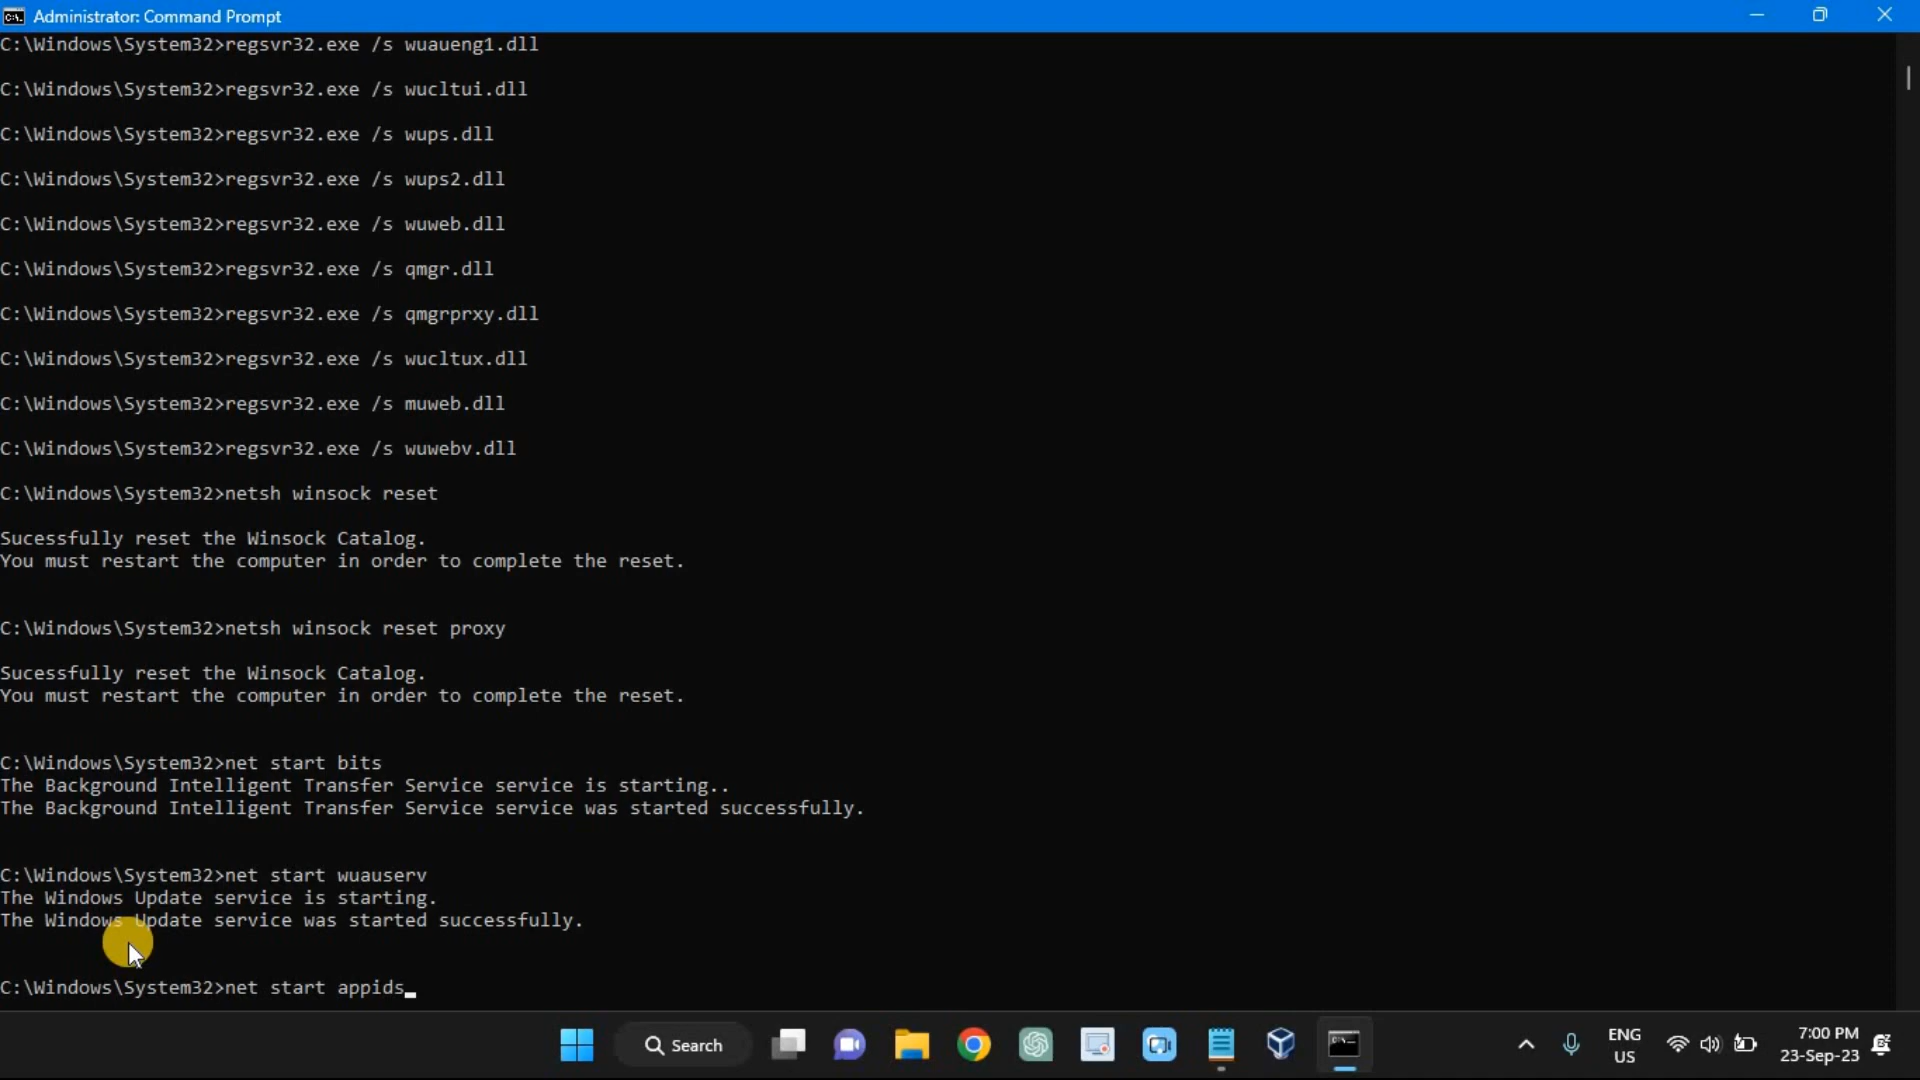 Administrator: Command Prompt
C:\Windows\System32>regsvr32.exe /s wuaueng1.dll
C:\Windows\System32>regsvr32.exe /s wucltui.dll
C:\Windows\System32>regsvr32.exe /s wups.dll
C:\Windows\System32>regsvr32.exe /s wups2.dll
C:\Windows\System32>regsvr32.exe /s wuweb.dll
C:\Windows\System32>regsvr32.exe /s qmgr.dll
C:\Windows\System32>regsvr32.exe /s qmgrprxy.dll
C:\Windows\System32>regsvr32.exe /s wucltux.dll
C:\Windows\System32>regsvr32.exe /s muweb.dll
C:\Windows\System32>regsvr32.exe /s wuwebv.dll
C:\Windows\System32>netsh winsock reset
Sucessfully reset the Winsock Catalog.
You must restart the computer in order to complete the reset.
C:\Windows\System32>netsh winsock reset proxy
Sucessfully reset the Winsock Catalog.
You must restart the computer in order to complete the reset.
C:\Windows\System32>net start bits
The Background Intelligent Transfer Service service is starting..
The Background Intelligent Transfer Service service was started successfully.
C:\Windows\System32>net start wuauserv
The Windows Update service is starting.
The Windows Update service was started successfully.
C:\Windows\System32>net start appids_
Search
ENG
US
7:00 PM
23-Sep-23